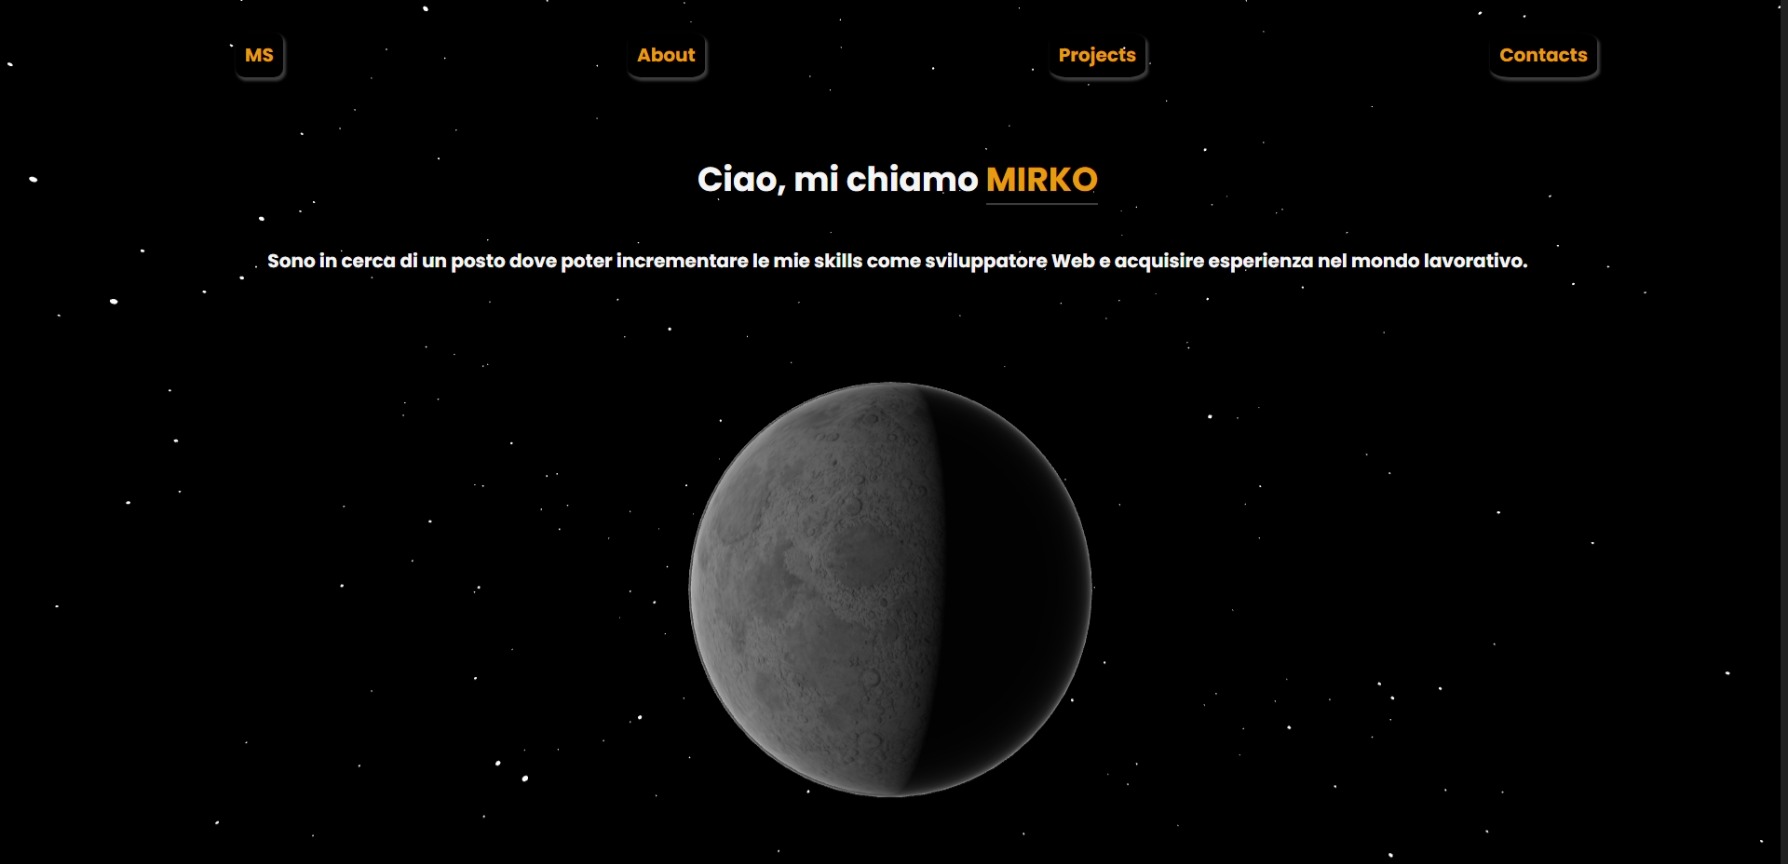 MS About Projects Contacts
Ciao, mi chiamo MIRKO
Sono in cerca di un posto dove poter incrementare le mie skills come sviluppatore Web e acquisire esperienza nel mondo lavorativo.